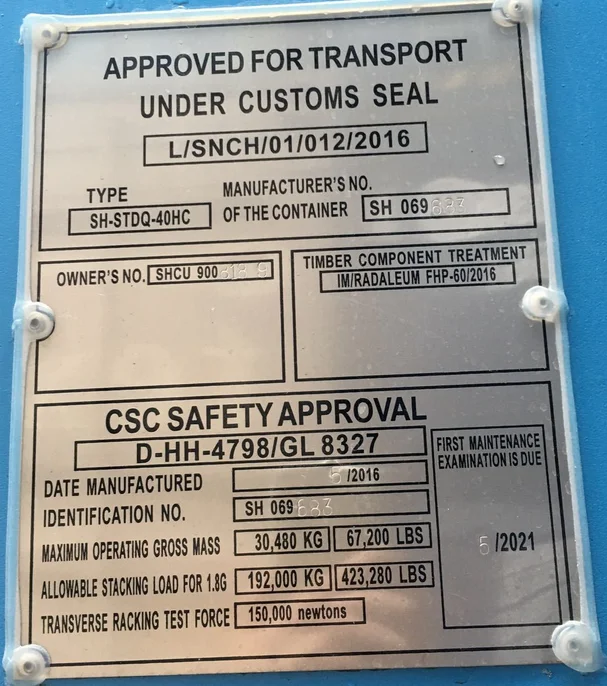 APPROVED FOR TRANSPORT
UNDER CUSTOMS SEAL
L/SNCH/01/012/2016
TYPE
SH-STDQ-40HC
MANUFACTURER'S NO.
OF THE CONTAINER SH 069
OWNER'S NO. SHCU 900
TIMBER COMPONENT TREATMENT
IM/RADALEUM FHP-60/2016
CSC SAFETY APPROVAL
D-HH-4798/GL 8327
DATE MANUFACTURED /2016
IDENTIFICATION NO. SH 069
MAXIMUM OPERATING GROSS MASS 30,480 KG 67,200 LBS
ALLOWABLE STACKING LOAD FOR 1.8G 192,000 KG 423,280 LBS
TRANSVERSE RACKING TEST FORCE 150,000 newtons
FIRST MAINTENANCE
EXAMINATION IS DUE
/2021